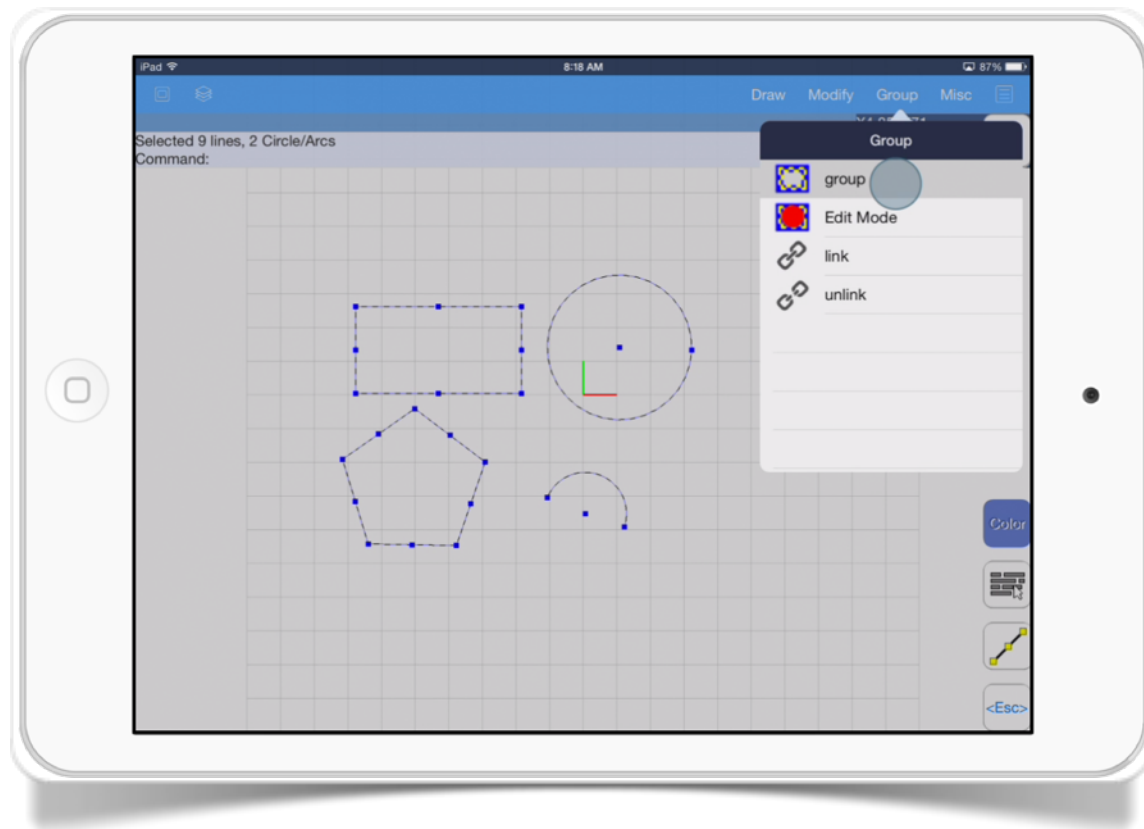 iPad 8:18 AM 87%
Draw Modify Group Misc
Selected 9 lines, 2 Circle/Arcs
Command:
Group
group
Edit Mode
link
unlink
Color
<Esc>